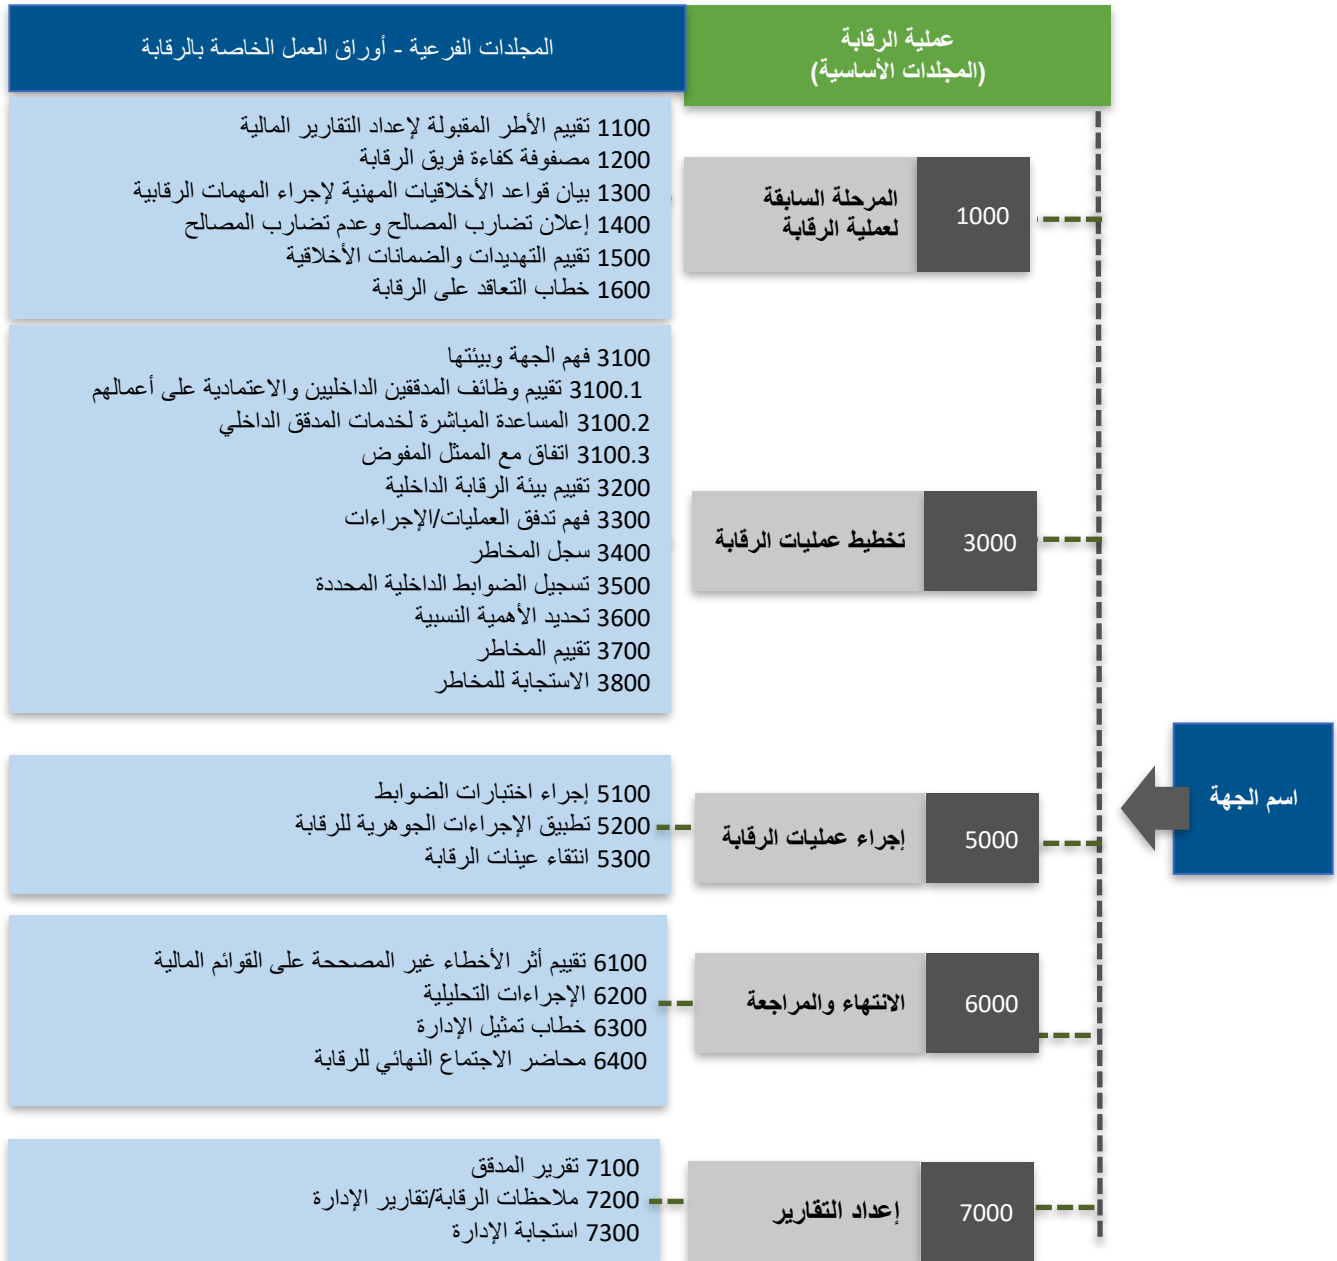 عملية الرقابة
(المجلدات الأساسية)
المجلدات الفرعية - أوراق العمل الخاصة بالرقابة
اسم الجهة
1000
المرحلة السابقة
لعملية الرقابة
1100 تقييم الأطر المقبولة لإعداد التقارير المالية
1200 مصفوفة كفاءة فريق الرقابة
1300 بيان قواعد الأخلاقيات المهنية لإجراء المهمات الرقابية
1400 إعلان تضارب المصالح وعدم تضارب المصالح
1500 تقييم التهديدات والضمانات الأخلاقية
1600 خطاب التعاقد على الرقابة
3000
تخطيط عمليات الرقابة
3100 فهم الجهة وبيئتها
3100.1 تقييم وظائف المدققين الداخليين والاعتمادية على أعمالهم
3100.2 المساعدة المباشرة لخدمات المدقق الداخلي
3100.3 اتفاق مع الممثل المفوض
3200 تقييم بيئة الرقابة الداخلية
3300 فهم تدفق العمليات/الإجراءات
3400 سجل المخاطر
3500 تسجيل الضوابط الداخلية المحددة
3600 تحديد الأهمية النسبية
3700 تقييم المخاطر
3800 الاستجابة للمخاطر
5000
إجراء عمليات الرقابة
5100 إجراء اختبارات الضوابط
5200 تطبيق الإجراءات الجوهرية للرقابة
5300 انتقاء عينات الرقابة
6000
الانتهاء والمراجعة
6100 تقييم أثر الأخطاء غير المصححة على القوائم المالية
6200 الإجراءات التحليلية
6300 خطاب تمثيل الإدارة
6400 محاضر الاجتماع النهائي للرقابة
7000
إعداد التقارير
7100 تقرير المدقق
7200 ملاحظات الرقابة/تقارير الإدارة
7300 استجابة الإدارة